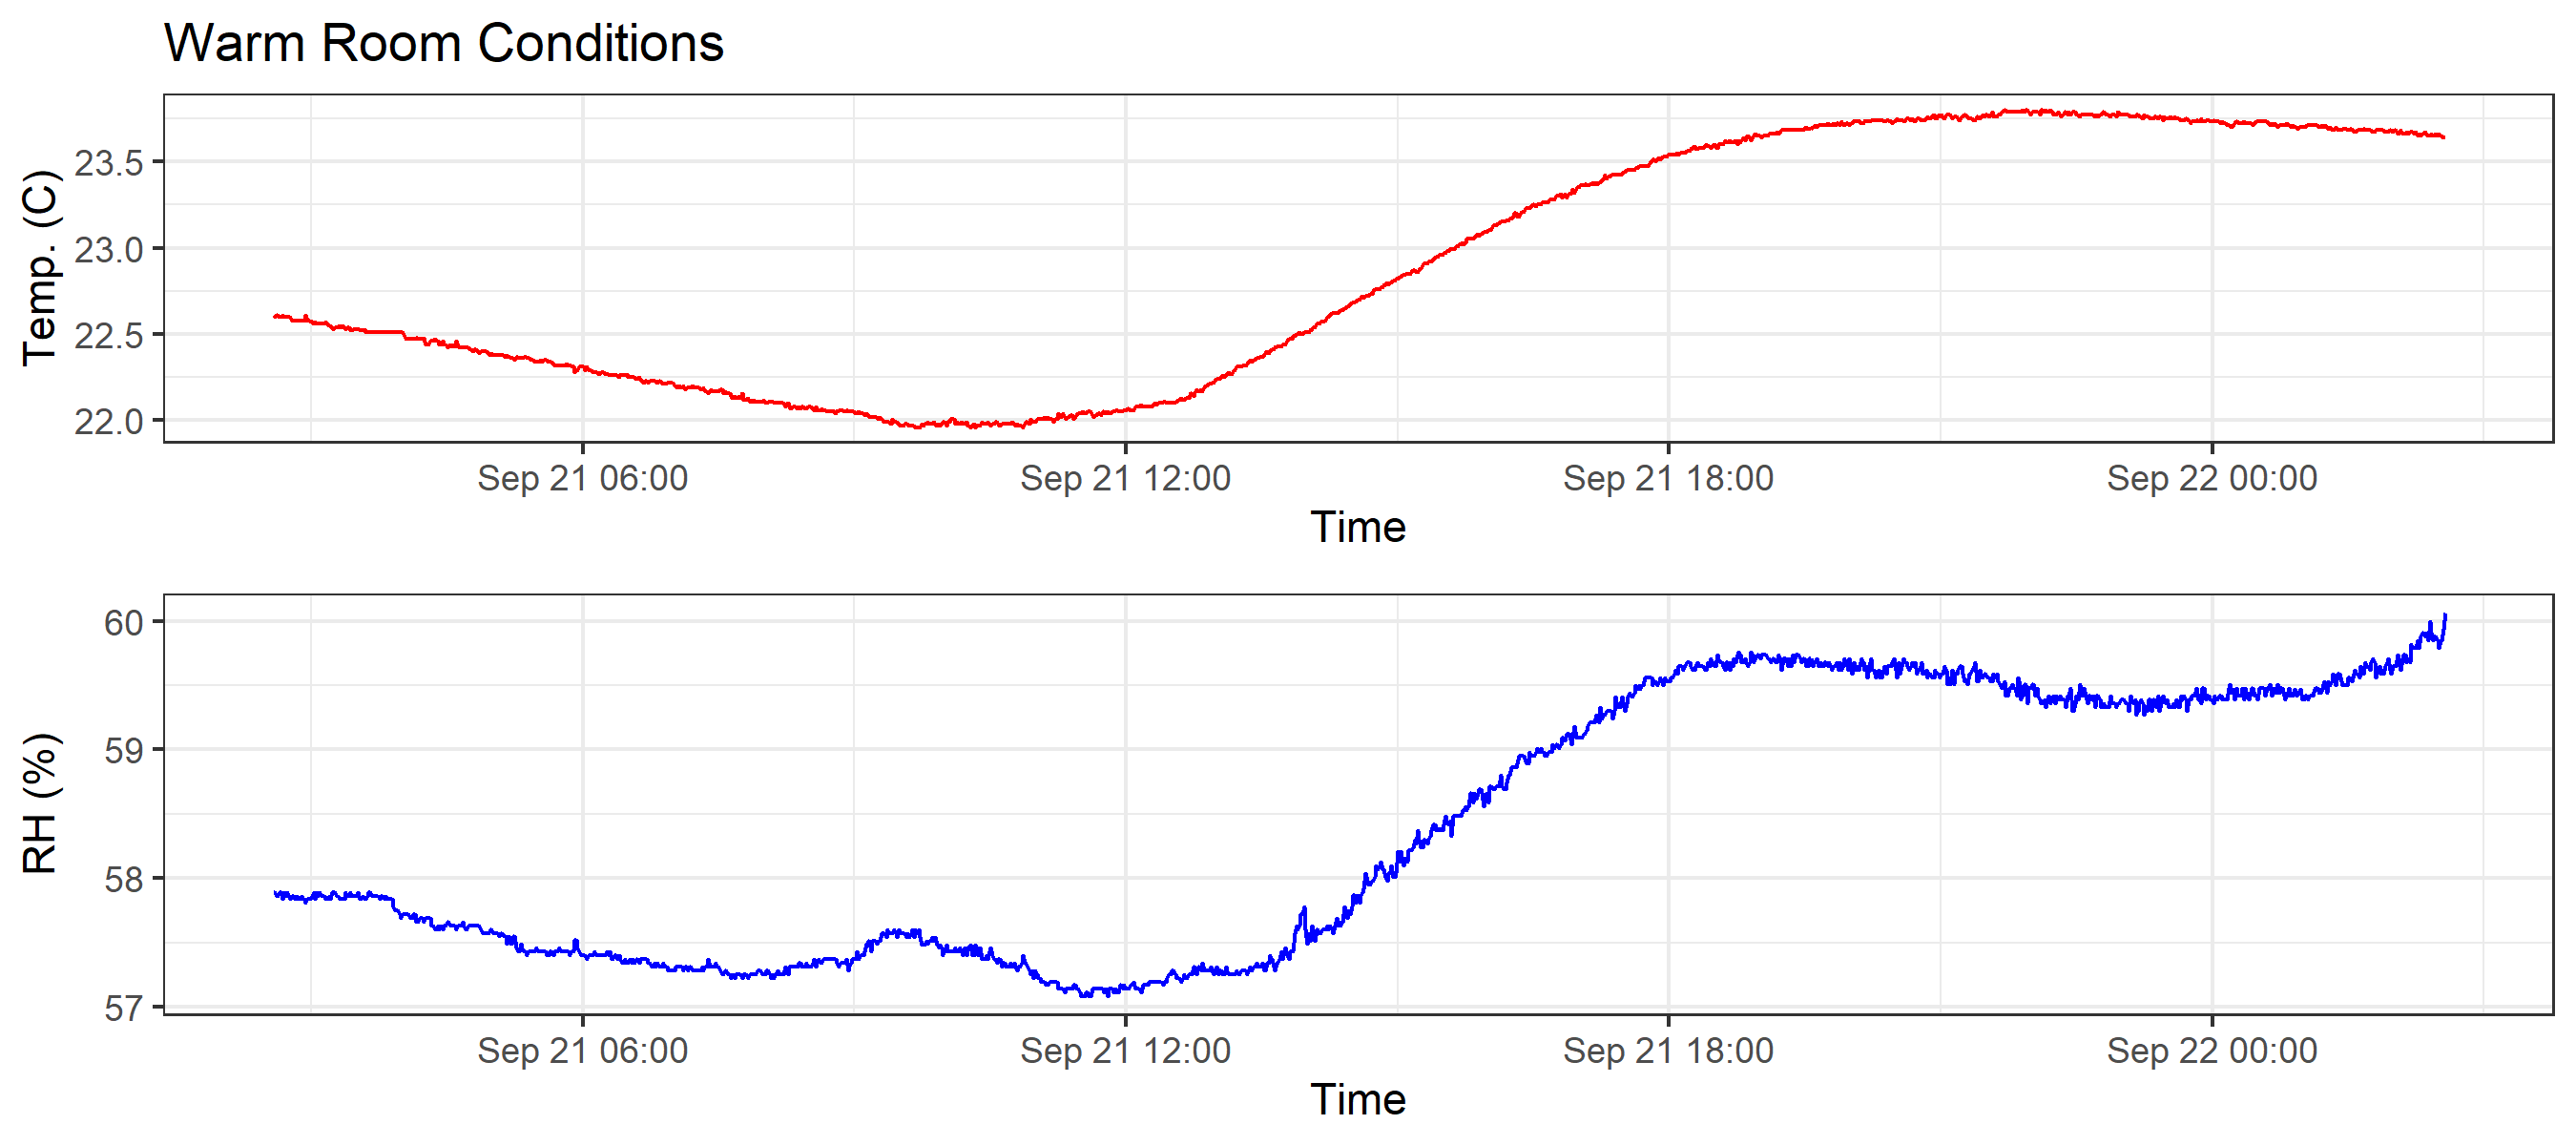 Warm Room Conditions
Temp. (C)
23.5
23.0
22.5
22.0
Sep 21 06:00 Sep 21 12:00 Sep 21 18:00 Sep 22 00:00
Time
RH (%)
60
59
58
57
Sep 21 06:00 Sep 21 12:00 Sep 21 18:00 Sep 22 00:00
Time